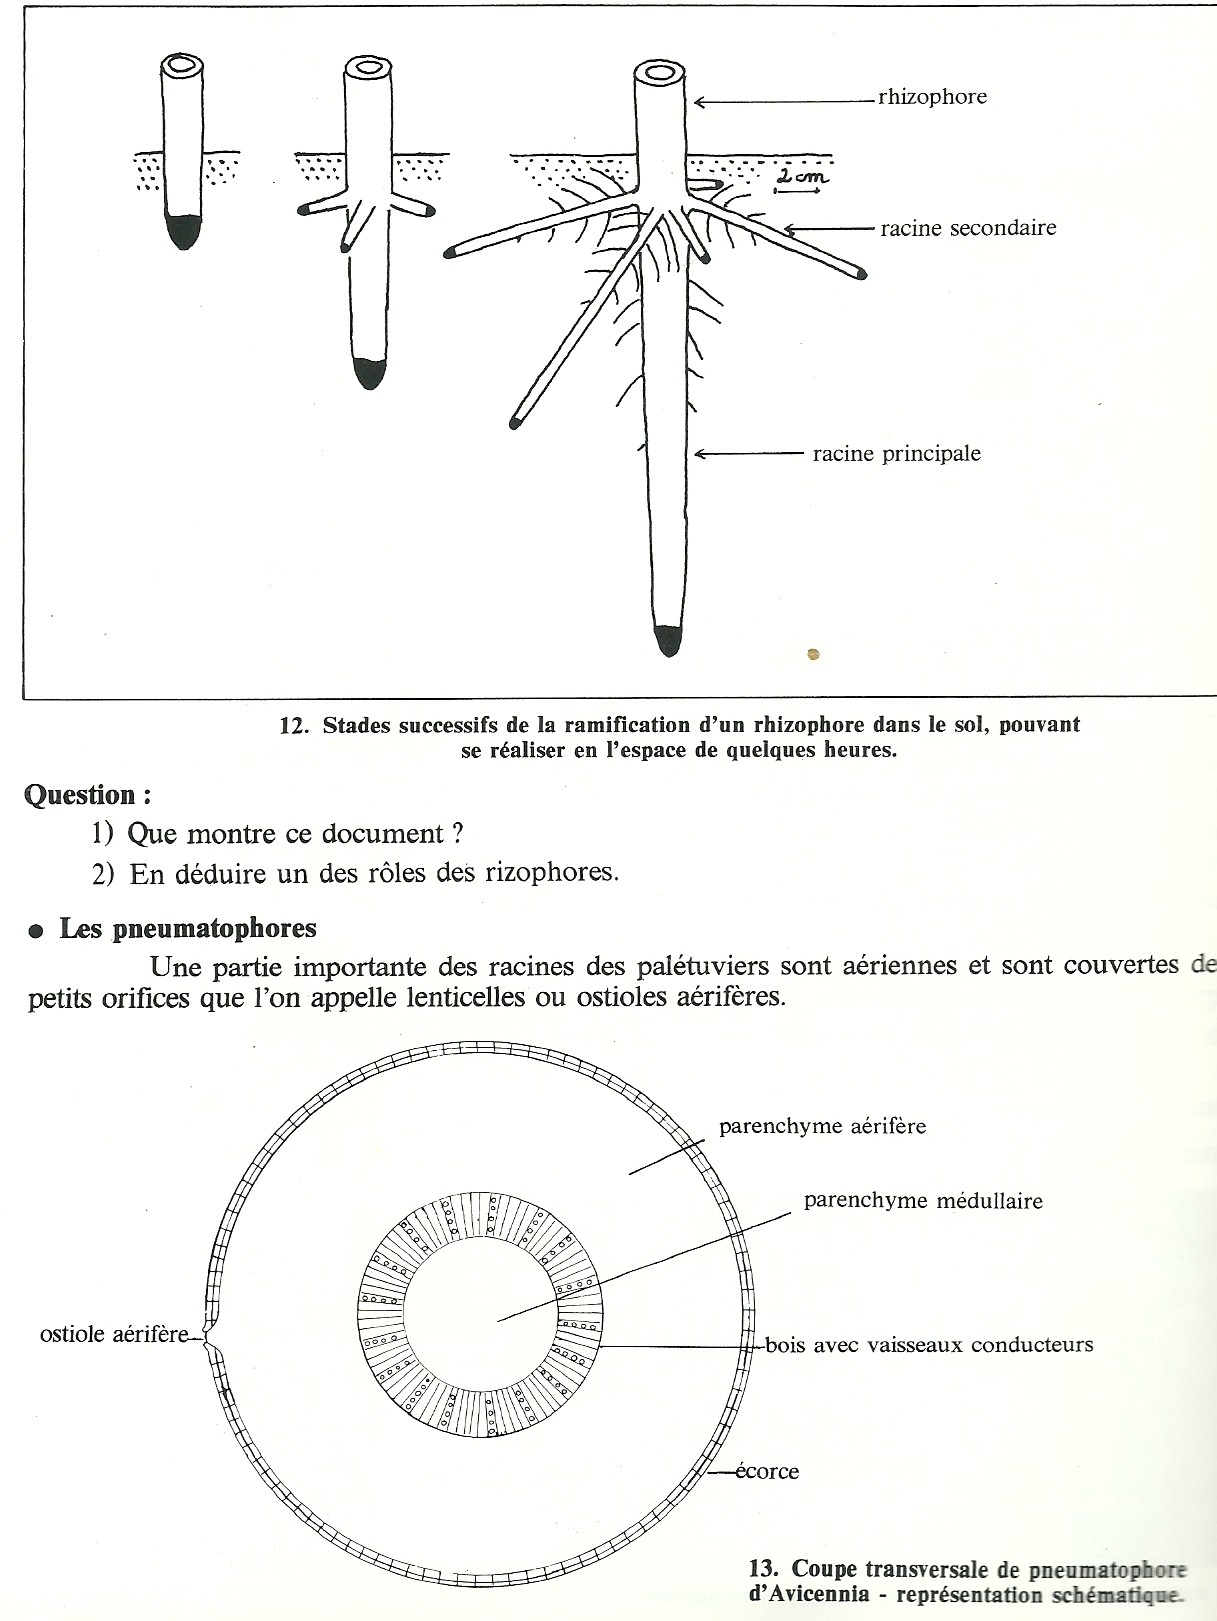 rhizophore
2 cm
racine secondaire
racine principale
12. Stades successifs de la ramification d'un rhizophore dans le sol, pouvant
se réaliser en l'espace de quelques heures.
Question :
1) Que montre ce document ?
2) En déduire un des rôles des rizophores.
● Les pneumatophores
Une partie importante des racines des palétuviers sont aériennes et sont couvertes de
petits orifices que l'on appelle lenticelles ou ostioles aérifères.
parenchyme aérifère
parenchyme médullaire
ostiole aérifère
bois avec vaisseaux conducteurs
écorce
13. Coupe transversale de pneumatophore
d'Avicennia - représentation schématique.